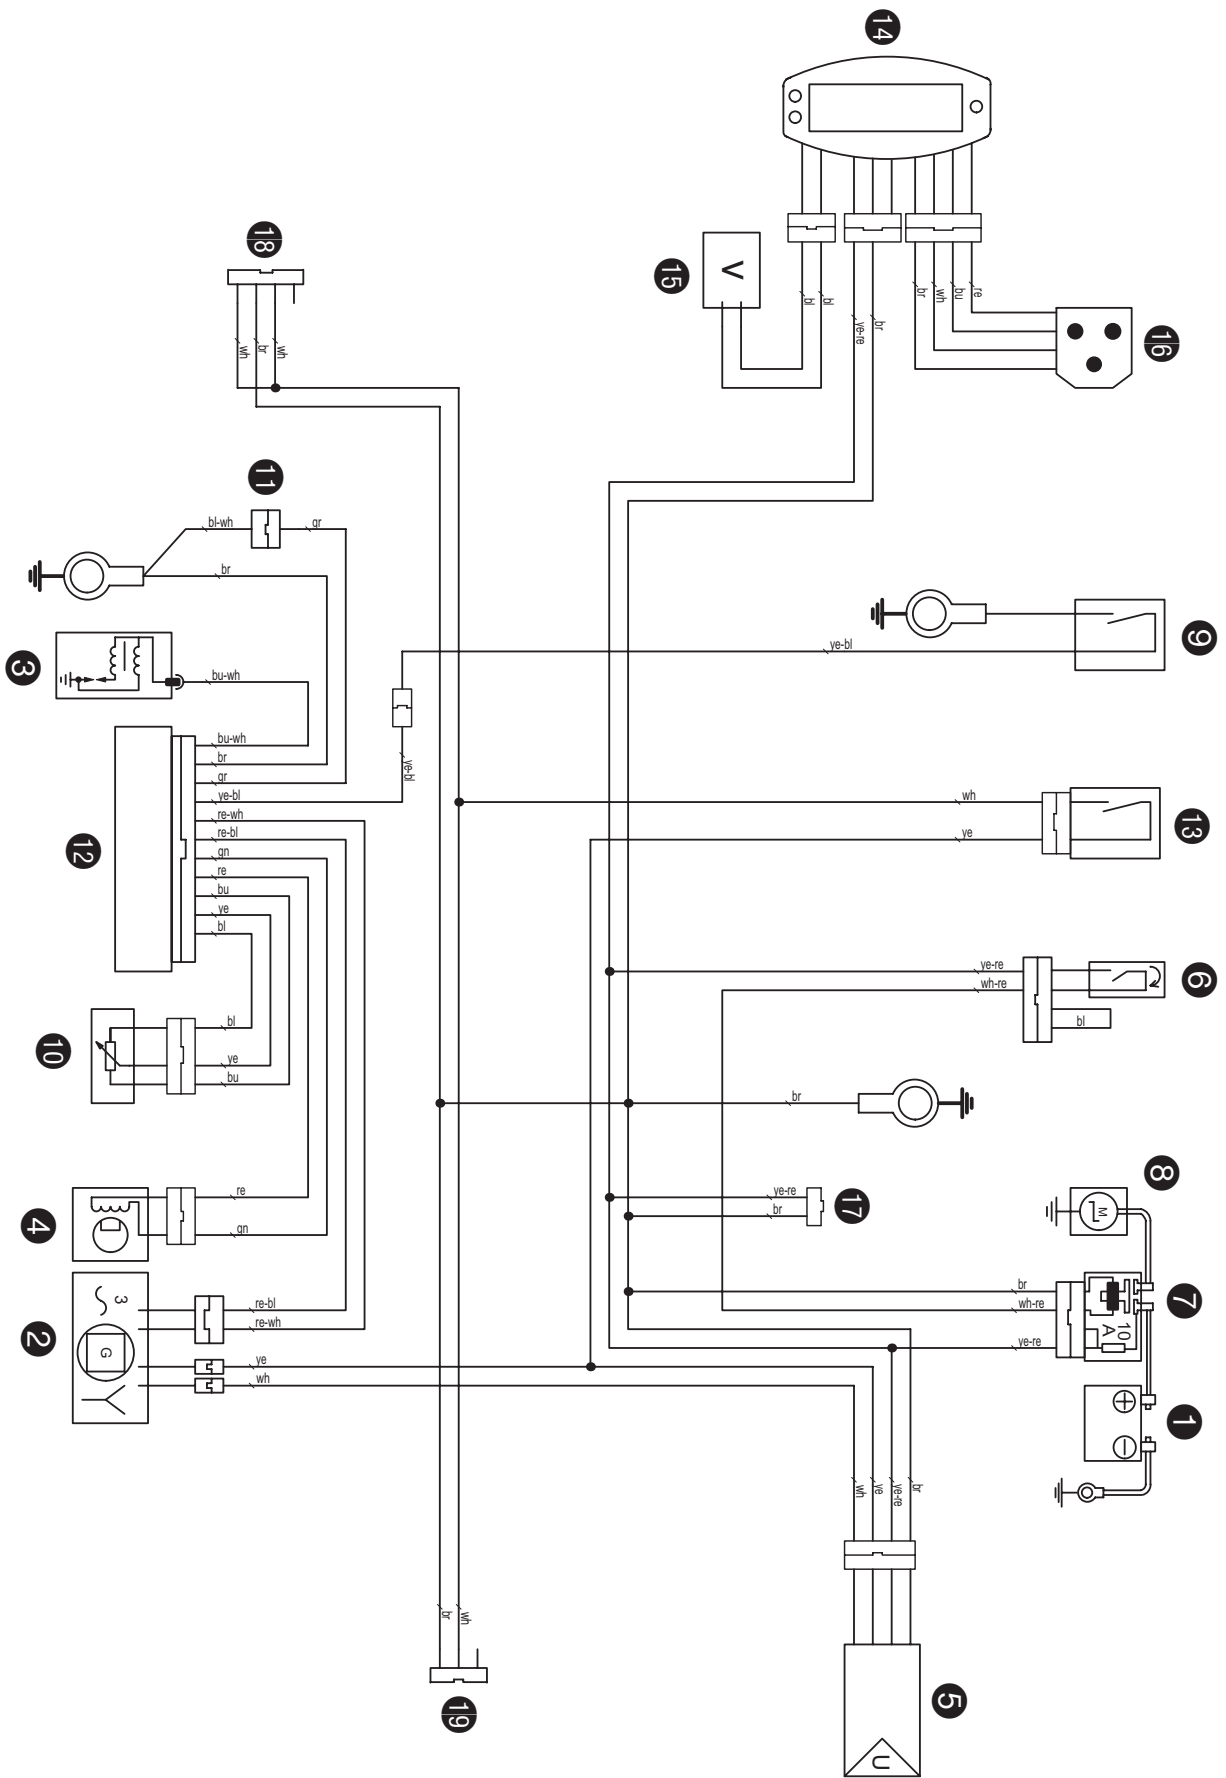 14
18
15
V
16
bl
bl
ye-re
br
br
wh
bu
re
wh
br
wh
11
bl-wh
gr
br
3
bu-wh
9
ye-bl
ye-bl
12
bu-wh
br
gr
ye-bl
re-wh
re-bl
gn
re
bu
ye
bl
13
wh
ye
6
ye-re
wh-re
bl
10
bl
ye
bu
br
8
M
17
ye-re
br
4
re
gn
7
10
A
br
wh-re
ye-re
2
3
G
re-bl
re-wh
ye
wh
1
wh
ye
ye-re
br
br
wh
19
5
U